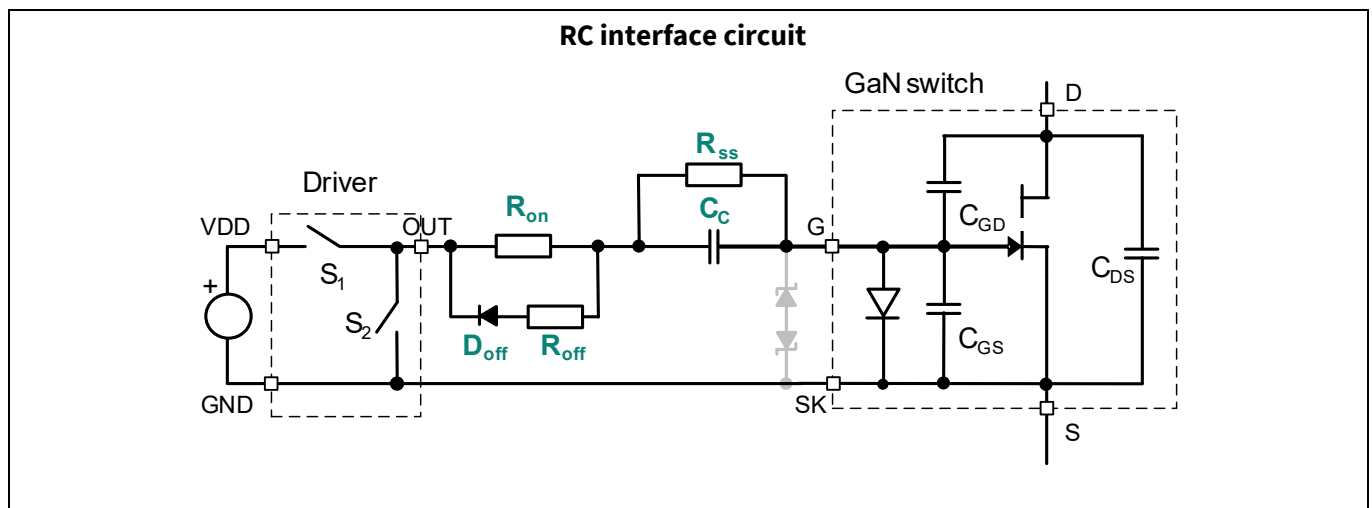 RC interface circuit
GaN switch
D
Rss
Driver
CC
VDD
OUT
Ron
G
CGD
+
S1
CDS
S2
CGS
Doff
Roff
GND
SK
S